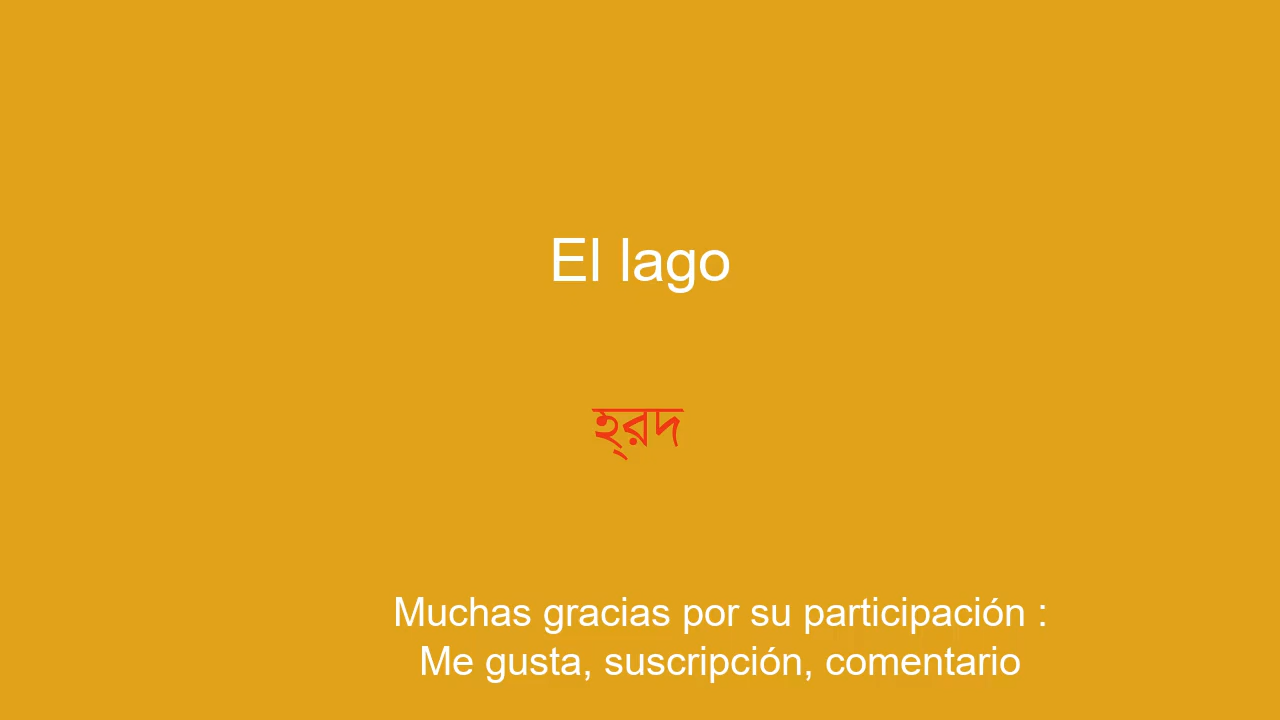 El lago
হ্রদ
Muchas gracias por su participación :
Me gusta, suscripción, comentario